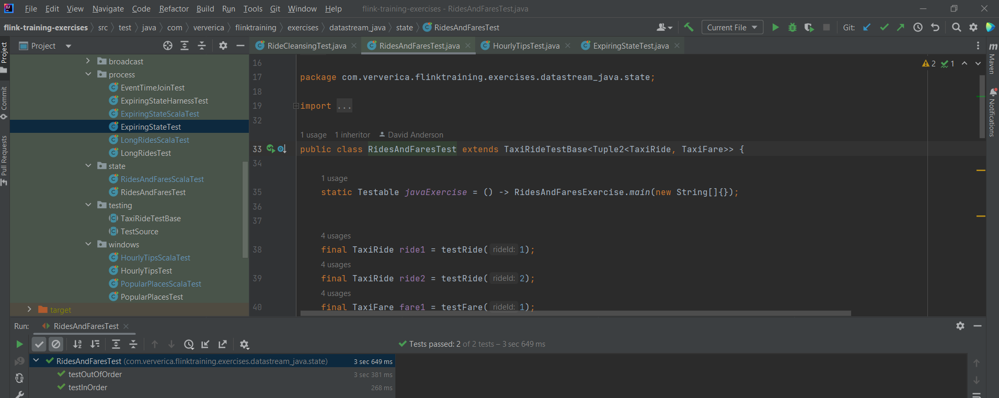 File Edit View Navigate Code Refactor Build Run Tools Git Window Help flink-training-exercises - RidesAndFaresTest.java
flink-training-exercises src test java com ververica flinktraining exercises datastream_java state RidesAndFaresTest Current File Git:
Project
RideCleansingTest.java RidesAndFaresTest.java HourlyTipsTest.java ExpiringStateTest.java
Project
Commit
Pull Requests
broadcast
process
EventTimeJoinTest
ExpiringStateHarnessTest
ExpiringStateScalaTest
ExpiringStateTest
LongRidesScalaTest
LongRidesTest
state
RidesAndFaresScalaTest
RidesAndFaresTest
testing
TaxiRideTestBase
TestSource
windows
HourlyTipsScalaTest
HourlyTipsTest
PopularPlacesScalaTest
PopularPlacesTest
target
16
2 1
17 package com.ververica.flinktraining.exercises.datastream_java.state;
18
19 import ...
32
1 usage 1 inheritor David Anderson
33 public class RidesAndFaresTest extends TaxiRideTestBase<Tuple2<TaxiRide, TaxiFare>> {
34
1 usage
35 static Testable javaExercise = () -> RidesAndFaresExercise.main(new String[]{});
36
37
4 usages
38 final TaxiRide ride1 = testRide( rideId: 1);
4 usages
39 final TaxiRide ride2 = testRide( rideId: 2);
4 usages
40 final TaxiFare fare1 = testFare( rideId: 1);
m
Maven
Notifications
Run: RidesAndFaresTest
Tests passed: 2 of 2 tests – 3 sec 649 ms
RidesAndFaresTest (com.ververica.flinktraining.exercises.datastream_java.state) 3 sec 649 ms
testOutOfOrder 3 sec 381 ms
testInOrder 268 ms